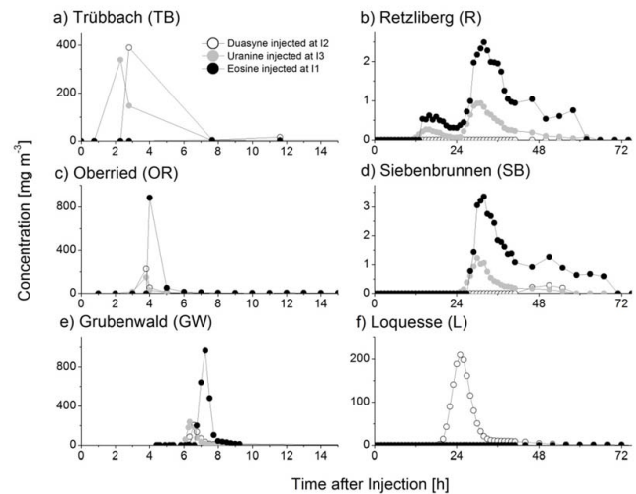 a) Trübbach (TB)
400
200
0
0 2 4 6 8 10 12 14
Duasyne injected at I2
Uranine injected at I3
Eosine injected at I1
b) Retzliberg (R)
2
1
0
0 24 48 72
c) Oberried (OR)
800
400
0
0 2 4 6 8 10 12 14
d) Siebenbrunnen (SB)
3
2
1
0
0 24 48 72
e) Grubenwald (GW)
800
400
0
0 2 4 6 8 10 12 14
f) Loquesse (L)
200
100
0
0 24 48 72
Concentration [mg m⁻³]
Time after Injection [h]